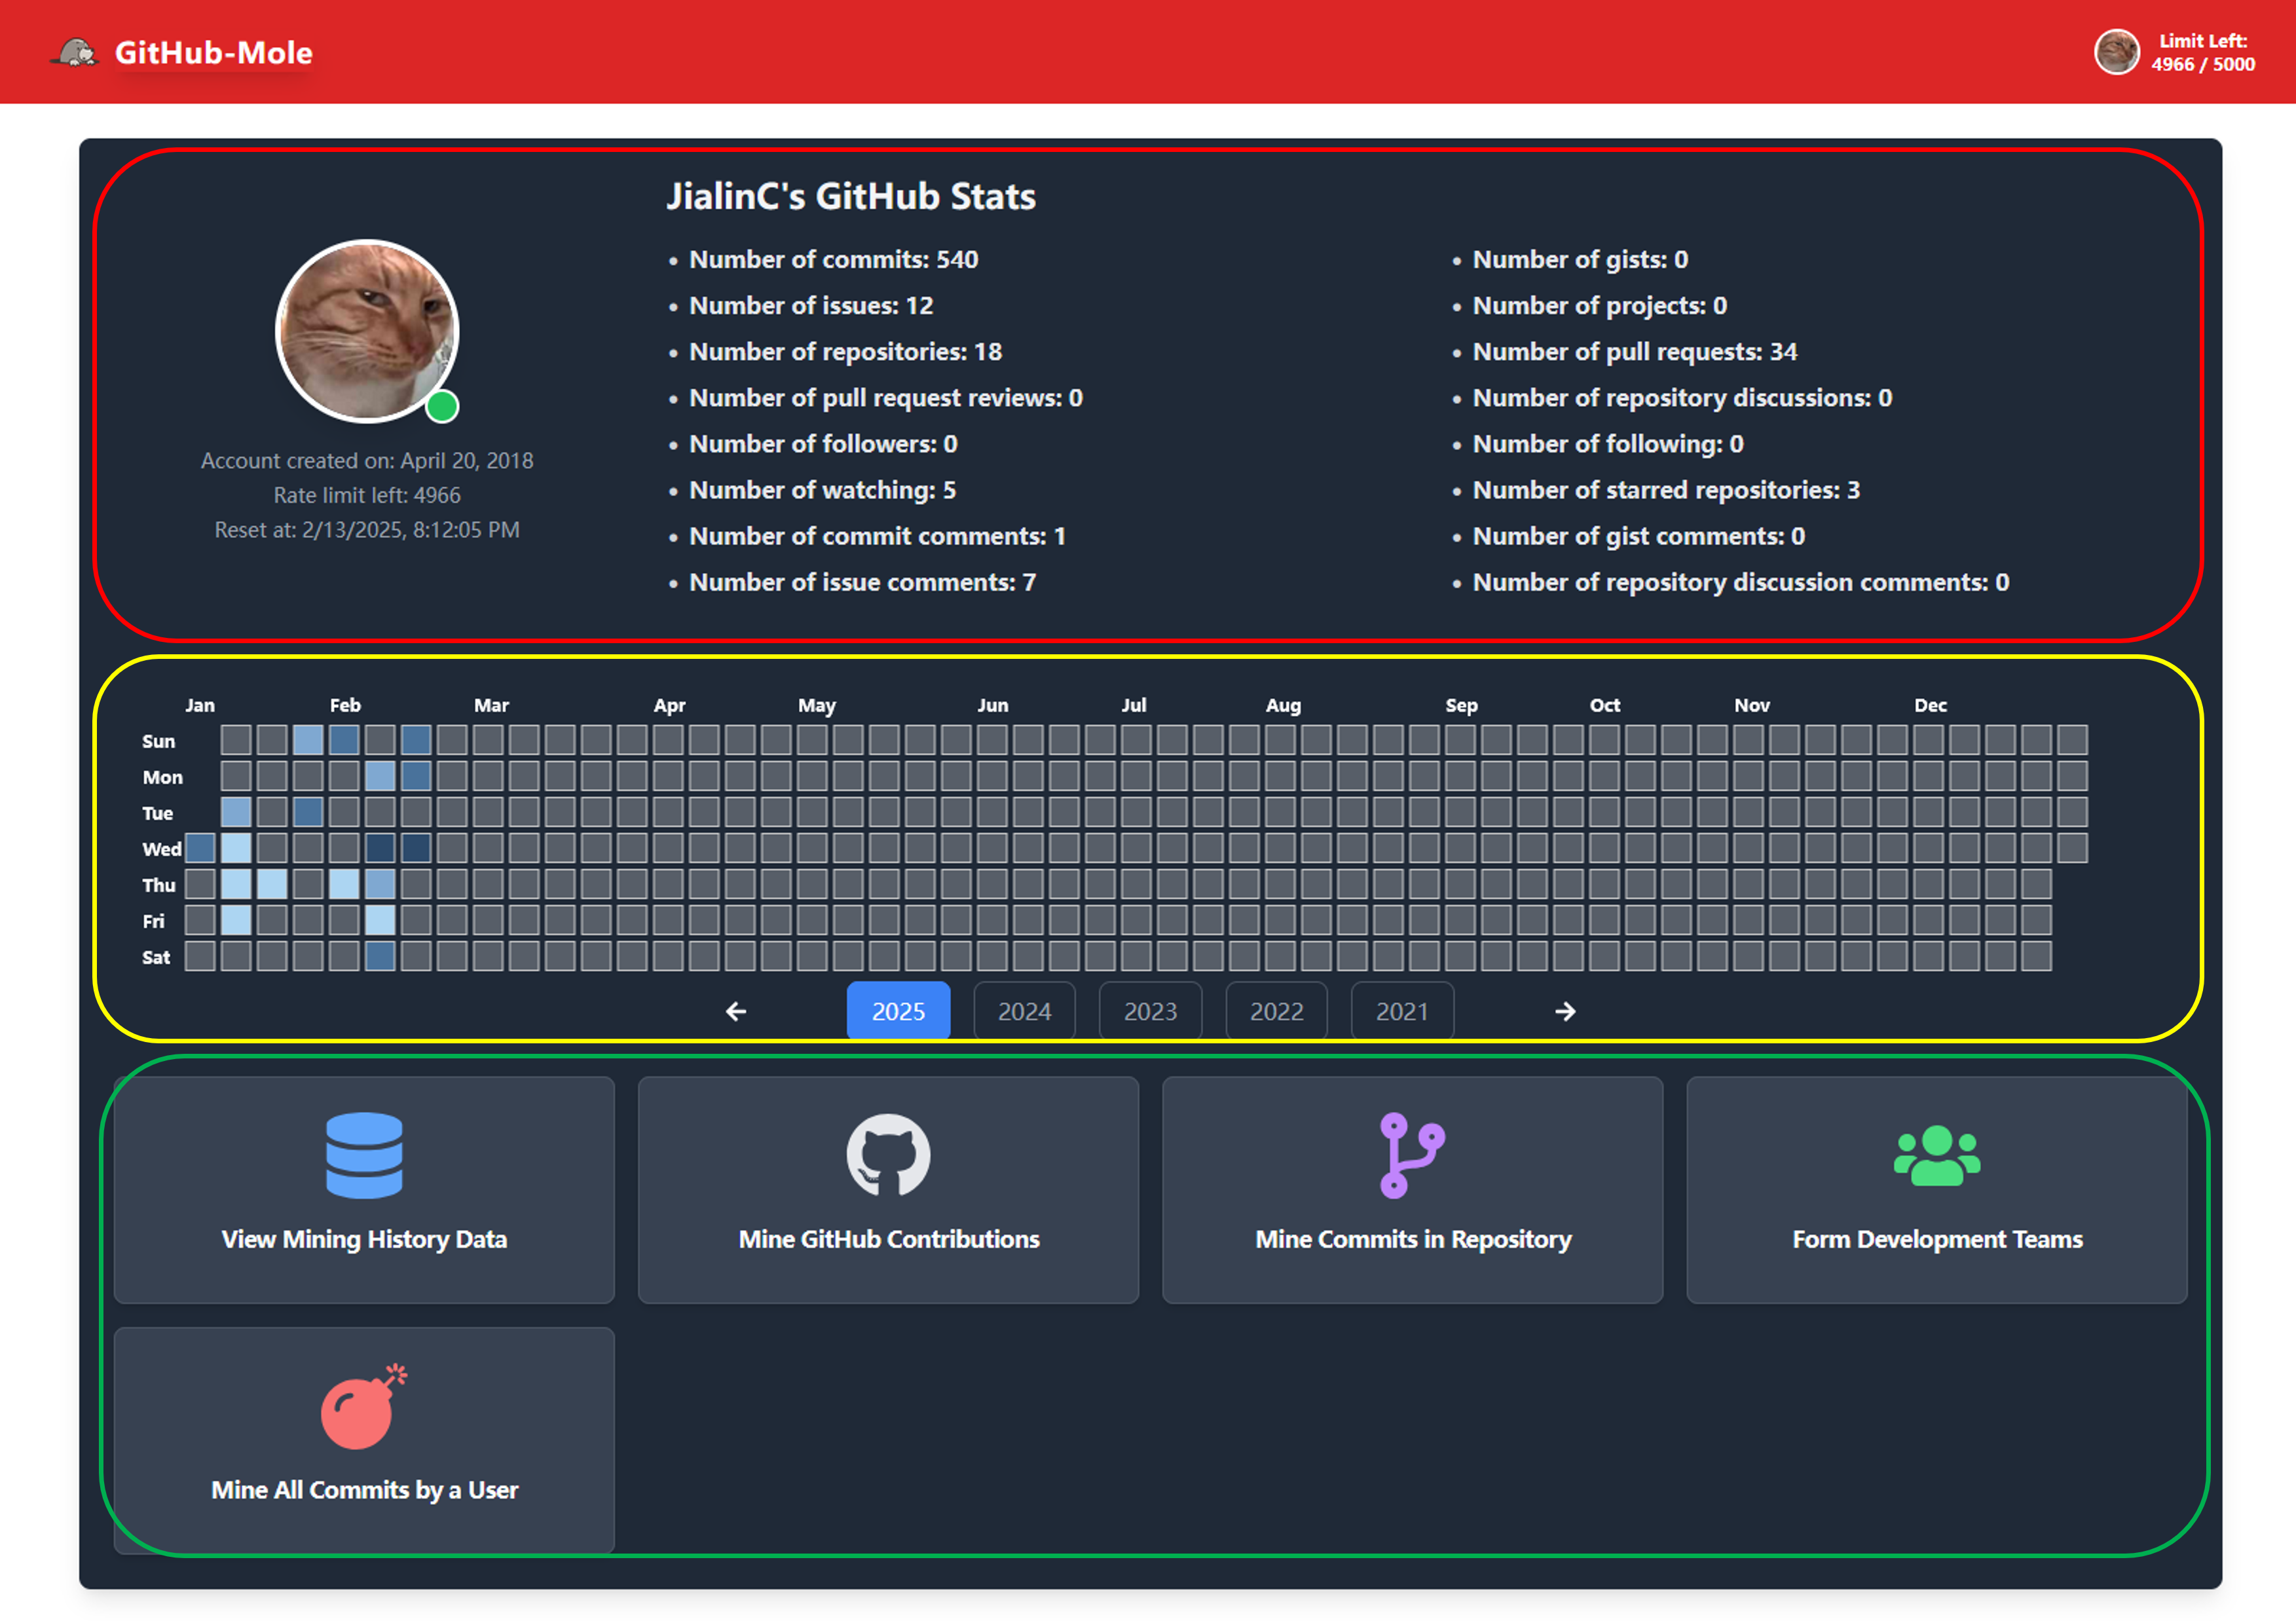 GitHub-Mole
Limit Left:
4966 / 5000
JialinC's GitHub Stats
Account created on: April 20, 2018
Rate limit left: 4966
Reset at: 2/13/2025, 8:12:05 PM
• Number of commits: 540
• Number of issues: 12
• Number of repositories: 18
• Number of pull request reviews: 0
• Number of followers: 0
• Number of watching: 5
• Number of commit comments: 1
• Number of issue comments: 7
• Number of gists: 0
• Number of projects: 0
• Number of pull requests: 34
• Number of repository discussions: 0
• Number of following: 0
• Number of starred repositories: 3
• Number of gist comments: 0
• Number of repository discussion comments: 0
Jan Feb Mar Apr May Jun Jul Aug Sep Oct Nov Dec
Sun
Mon
Tue
Wed
Thu
Fri
Sat
2025 2024 2023 2022 2021
View Mining History Data
Mine GitHub Contributions
Mine Commits in Repository
Form Development Teams
Mine All Commits by a User